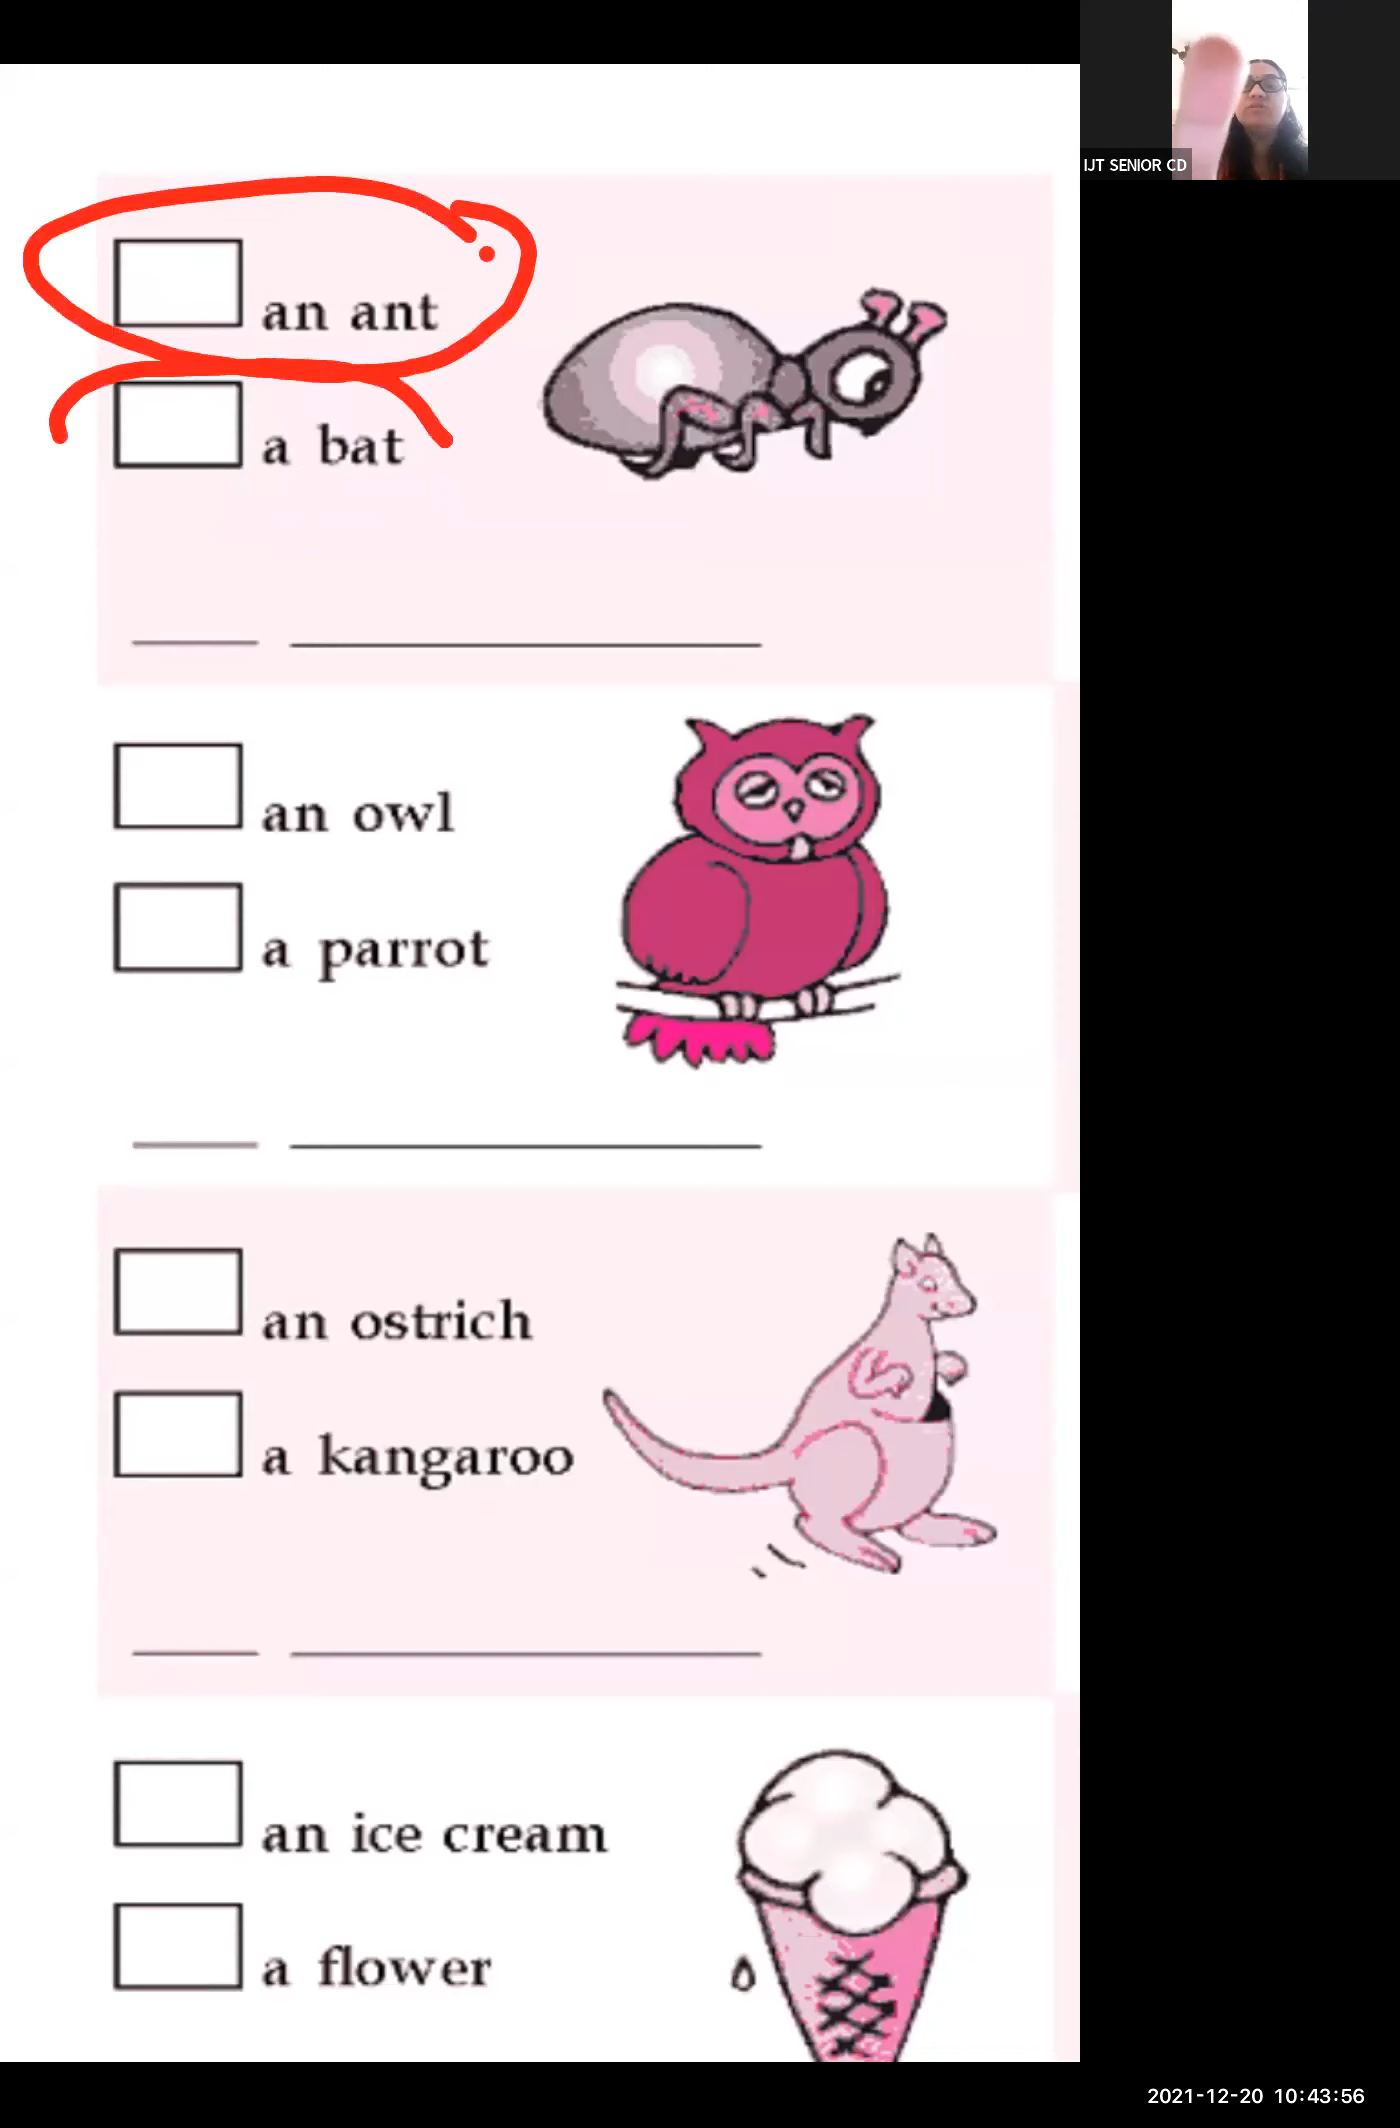 IJT SENIOR CD
an ant
a bat
an owl
a parrot
an ostrich
a kangaroo
an ice cream
a flower
2021-12-20 10:43:56